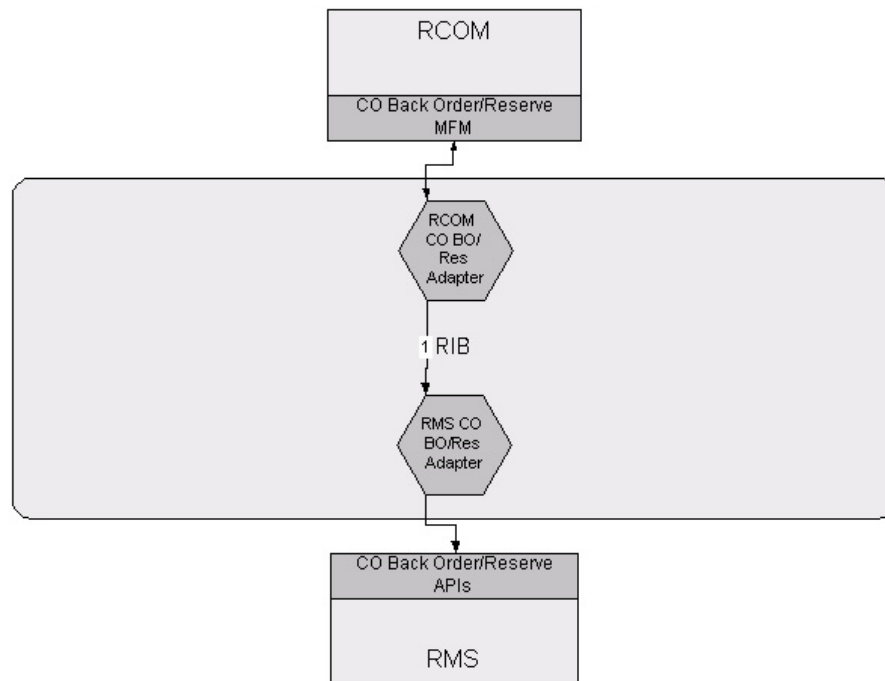 RCOM
CO Back Order/Reserve
MFM
RCOM
CO BO/
Res
Adapter
1 RIB
RMS CO
BO/Res
Adapter
CO Back Order/Reserve
APIs
RMS